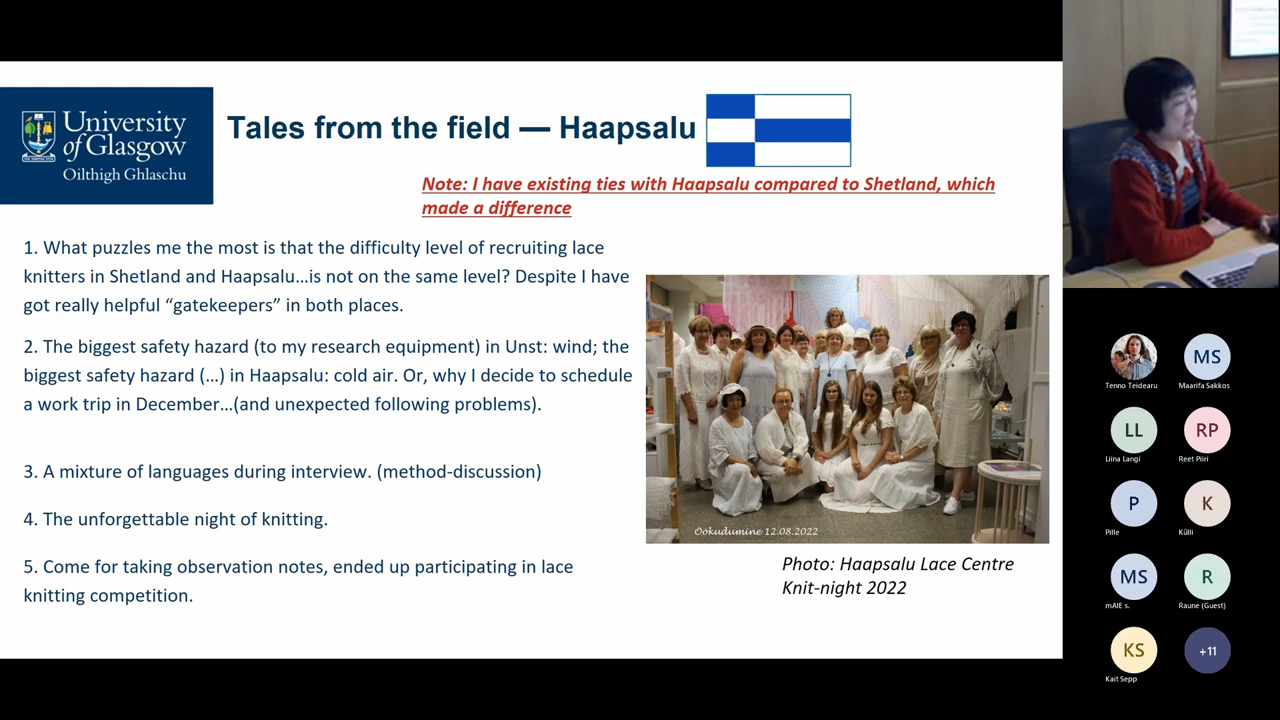 University
of Glasgow
Oilthigh Ghlaschu
Tales from the field — Haapsalu
Note: I have existing ties with Haapsalu compared to Shetland, which
made a difference
1. What puzzles me the most is that the difficulty level of recruiting lace
knitters in Shetland and Haapsalu…is not on the same level? Despite I have
got really helpful “gatekeepers” in both places.
2. The biggest safety hazard (to my research equipment) in Unst: wind; the
biggest safety hazard (…) in Haapsalu: cold air. Or, why I decide to schedule
a work trip in December…(and unexpected following problems).
3. A mixture of languages during interview. (method-discussion)
4. The unforgettable night of knitting.
5. Come for taking observation notes, ended up participating in lace
knitting competition.
Ookudumine 12.08.2022
Photo: Haapsalu Lace Centre
Knit-night 2022
Tenno Teidearu
MS
Maarifa Sakkos
LL
Liina Langi
RP
Reet Piiri
P
Pille
K
Külli
MS
mAIE s.
R
Raune (Guest)
KS
Kait Sepp
+11